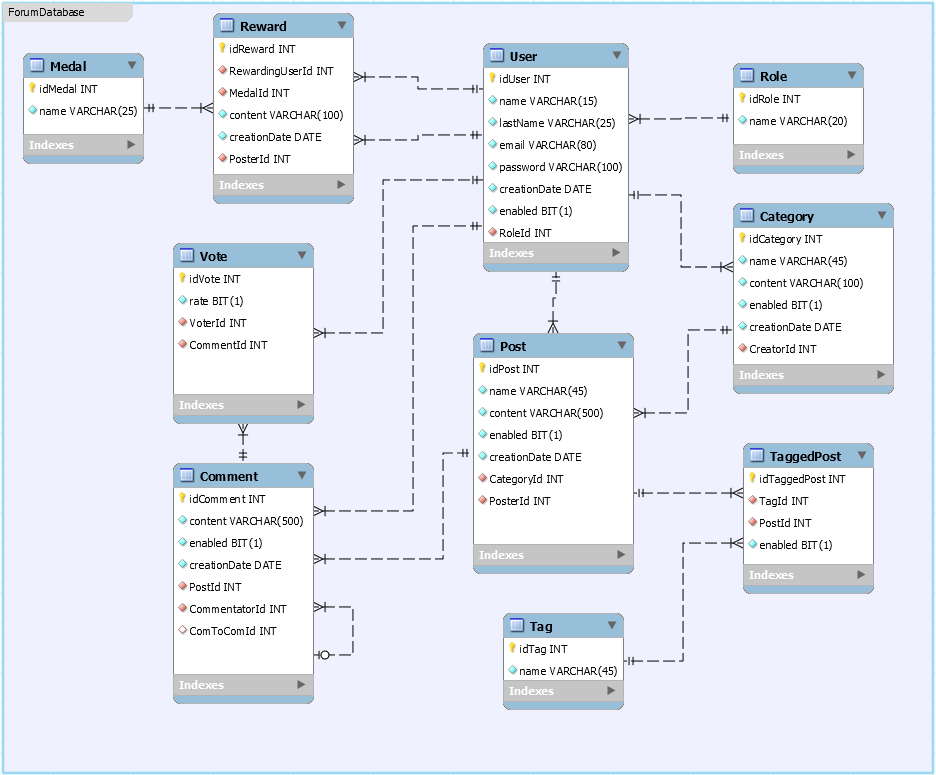 ForumDatabase
Medal
idMedal INT
name VARCHAR(25)
Indexes
Reward
idReward INT
RewardingUserId INT
MedalId INT
content VARCHAR(100)
creationDate DATE
PosterId INT
Indexes
User
idUser INT
name VARCHAR(15)
lastName VARCHAR(25)
email VARCHAR(80)
password VARCHAR(100)
creationDate DATE
enabled BIT(1)
RoleId INT
Indexes
Role
idRole INT
name VARCHAR(20)
Indexes
Category
idCategory INT
name VARCHAR(45)
content VARCHAR(100)
enabled BIT(1)
creationDate DATE
CreatorId INT
Indexes
Vote
idVote INT
rate BIT(1)
VoterId INT
CommentId INT
Indexes
Post
idPost INT
name VARCHAR(45)
content VARCHAR(500)
enabled BIT(1)
creationDate DATE
CategoryId INT
PosterId INT
Indexes
Comment
idComment INT
content VARCHAR(500)
enabled BIT(1)
creationDate DATE
PostId INT
CommentatorId INT
ComToComId INT
Indexes
TaggedPost
idTaggedPost INT
TagId INT
PostId INT
enabled BIT(1)
Indexes
Tag
idTag INT
name VARCHAR(45)
Indexes